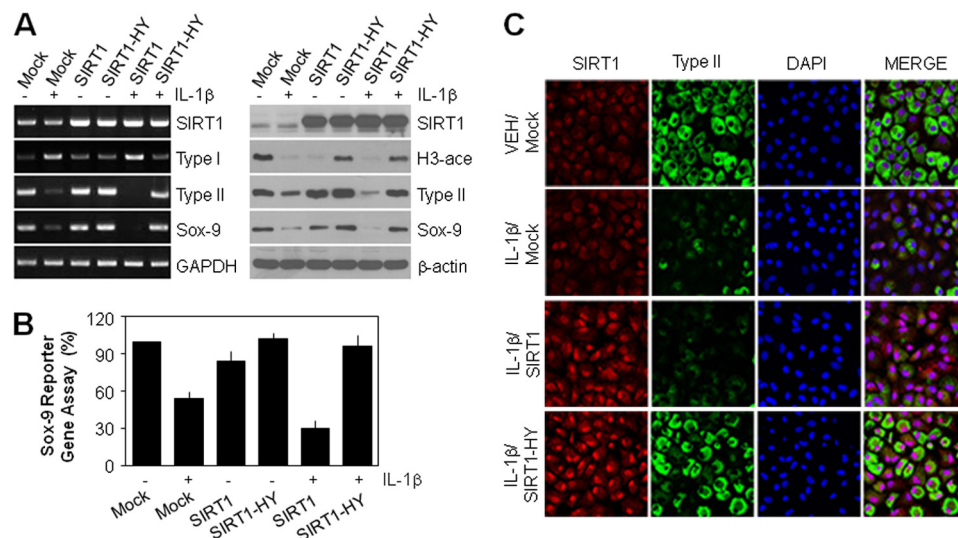 A
Mock Mock SIRT1 SIRT1-HY SIRT1 SIRT1-HY
- + - - + + IL-1β
SIRT1
Type I
Type II
Sox-9
GAPDH
Mock Mock SIRT1 SIRT1-HY SIRT1 SIRT1-HY
- + - - + + IL-1β
SIRT1
H3-ace
Type II
Sox-9
β-actin
B
Sox-9 Reporter
Gene Assay (%)
120
90
60
30
0
- + - - + + IL-1β
Mock Mock SIRT1 SIRT1-HY SIRT1 SIRT1-HY
C
SIRT1 Type II DAPI MERGE
VEH/
Mock
IL-1β/
Mock
IL-1β/
SIRT1
IL-1β/
SIRT1-HY